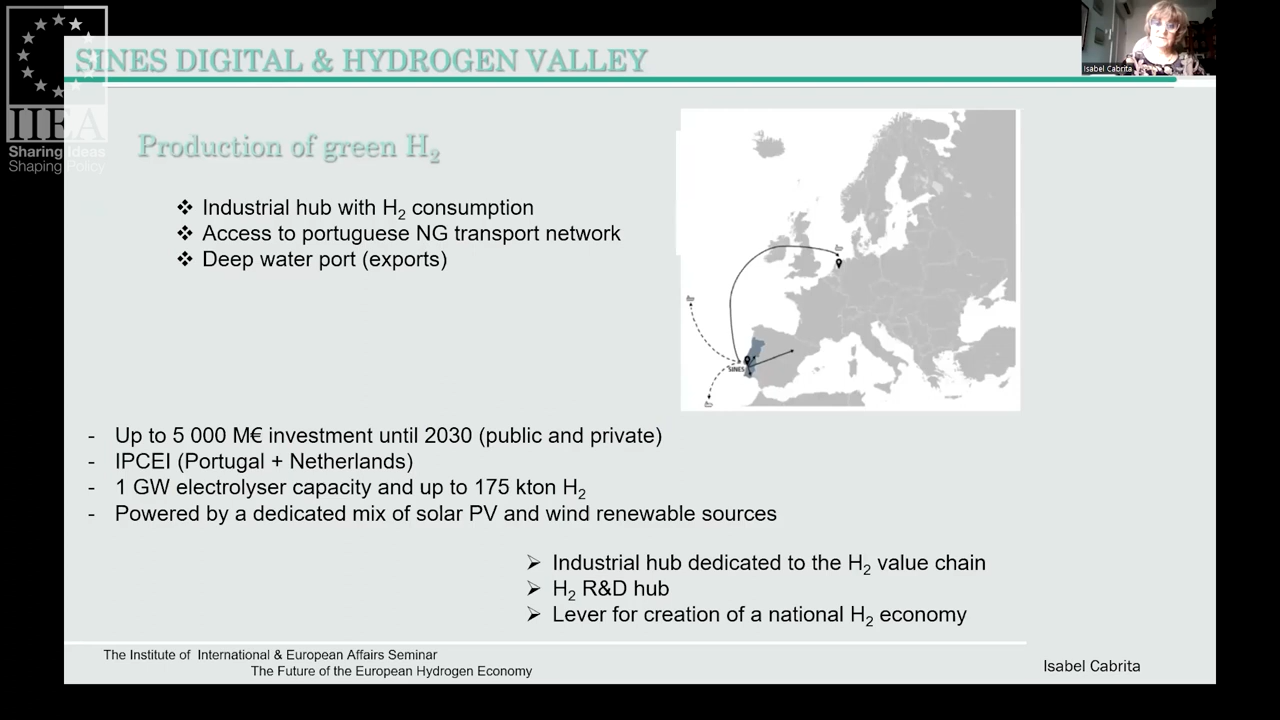 SINES DIGITAL & HYDROGEN VALLEY
Isabel Cabrita
IIEA
Sharing Ideas
Shaping Policy
Production of green H₂
❖ Industrial hub with H₂ consumption
❖ Access to portuguese NG transport network
❖ Deep water port (exports)
SINES
- Up to 5 000 M€ investment until 2030 (public and private)
- IPCEI (Portugal + Netherlands)
- 1 GW electrolyser capacity and up to 175 kton H₂
- Powered by a dedicated mix of solar PV and wind renewable sources
➢ Industrial hub dedicated to the H₂ value chain
➢ H₂ R&D hub
➢ Lever for creation of a national H₂ economy
The Institute of International & European Affairs Seminar
The Future of the European Hydrogen Economy
Isabel Cabrita